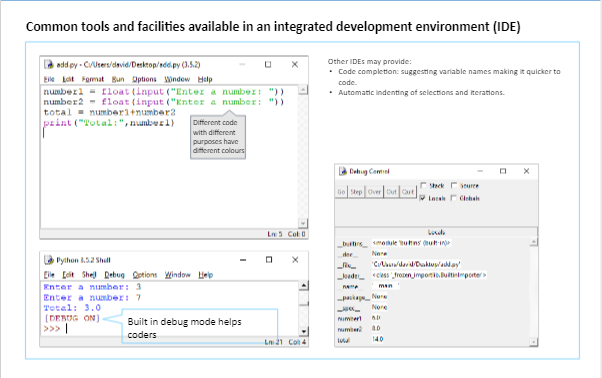 Common tools and facilities available in an integrated development environment (IDE)
add.py - C:/Users/david/Desktop/add.py (3.5.2)
File Edit Format Run Options Window Help
number1 = float(input("Enter a number: "))
number2 = float(input("Enter a number: "))
total = number1+number2
print("Total:",number1)
Different code
with different
purposes have
different colours
Ln: 5 Col: 0
Python 3.5.2 Shell
File Edit Shell Debug Options Window Help
Enter a number: 3
Enter a number: 7
Total: 3.0
[DEBUG ON]
>>>
Built in debug mode helps
coders
Ln: 21 Col: 4
Other IDEs may provide:
• Code completion: suggesting variable names making it quicker to
code.
• Automatic indenting of selections and iterations.
Debug Control
Go Step Over Out Quit
Stack Source
Locals Globals
Locals
__builtins__ <module 'builtins' (built-in)>
__doc__ None
__file__ 'C:/Users/david/Desktop/add.py'
__loader__ <class '_frozen_importlib.BuiltinImporter'>
__name__ '__main__'
__package__ None
__spec__ None
number1
number2 8.0
total 14.0